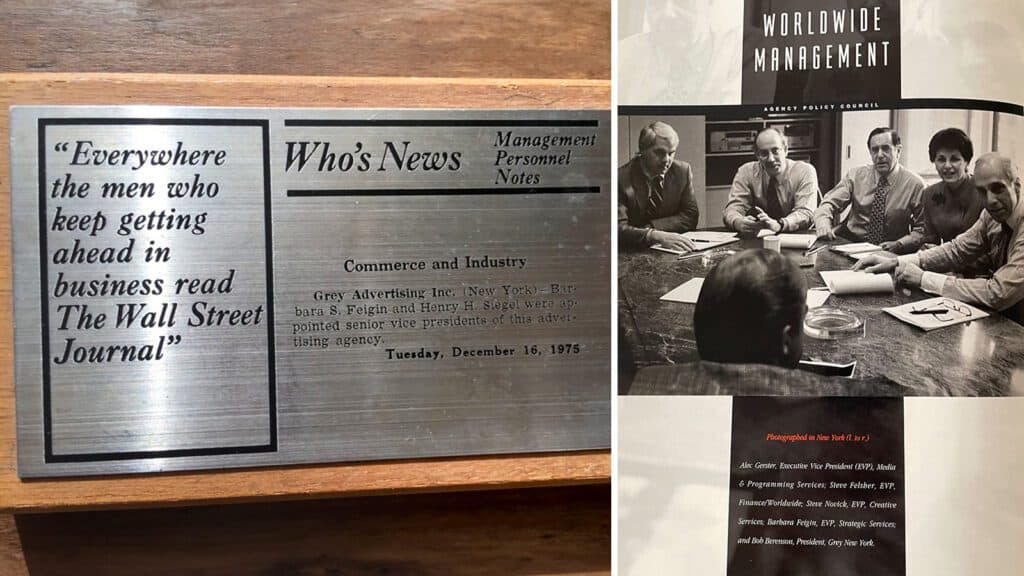 “Everywhere
the men who
keep getting
ahead in
business read
The Wall Street
Journal”
Who's News
Management
Personnel
Notes
Commerce and Industry
Grey Advertising Inc. (New York)—Bar-
bara S. Feigin and Henry H. Siegel were ap-
pointed senior vice presidents of this adver-
tising agency.
Tuesday, December 16, 1975
WORLDWIDE
MANAGEMENT
AGENCY POLICY COUNCIL
Photographed in New York (l. to r.)
Alec Gerster, Executive Vice President (EVP), Media
& Programming Services; Steve Felsher, EVP,
Finance/Worldwide; Steve Novick, EVP, Creative
Services; Barbara Feigin, EVP, Strategic Services;
and Bob Berenson, President, Grey New York.